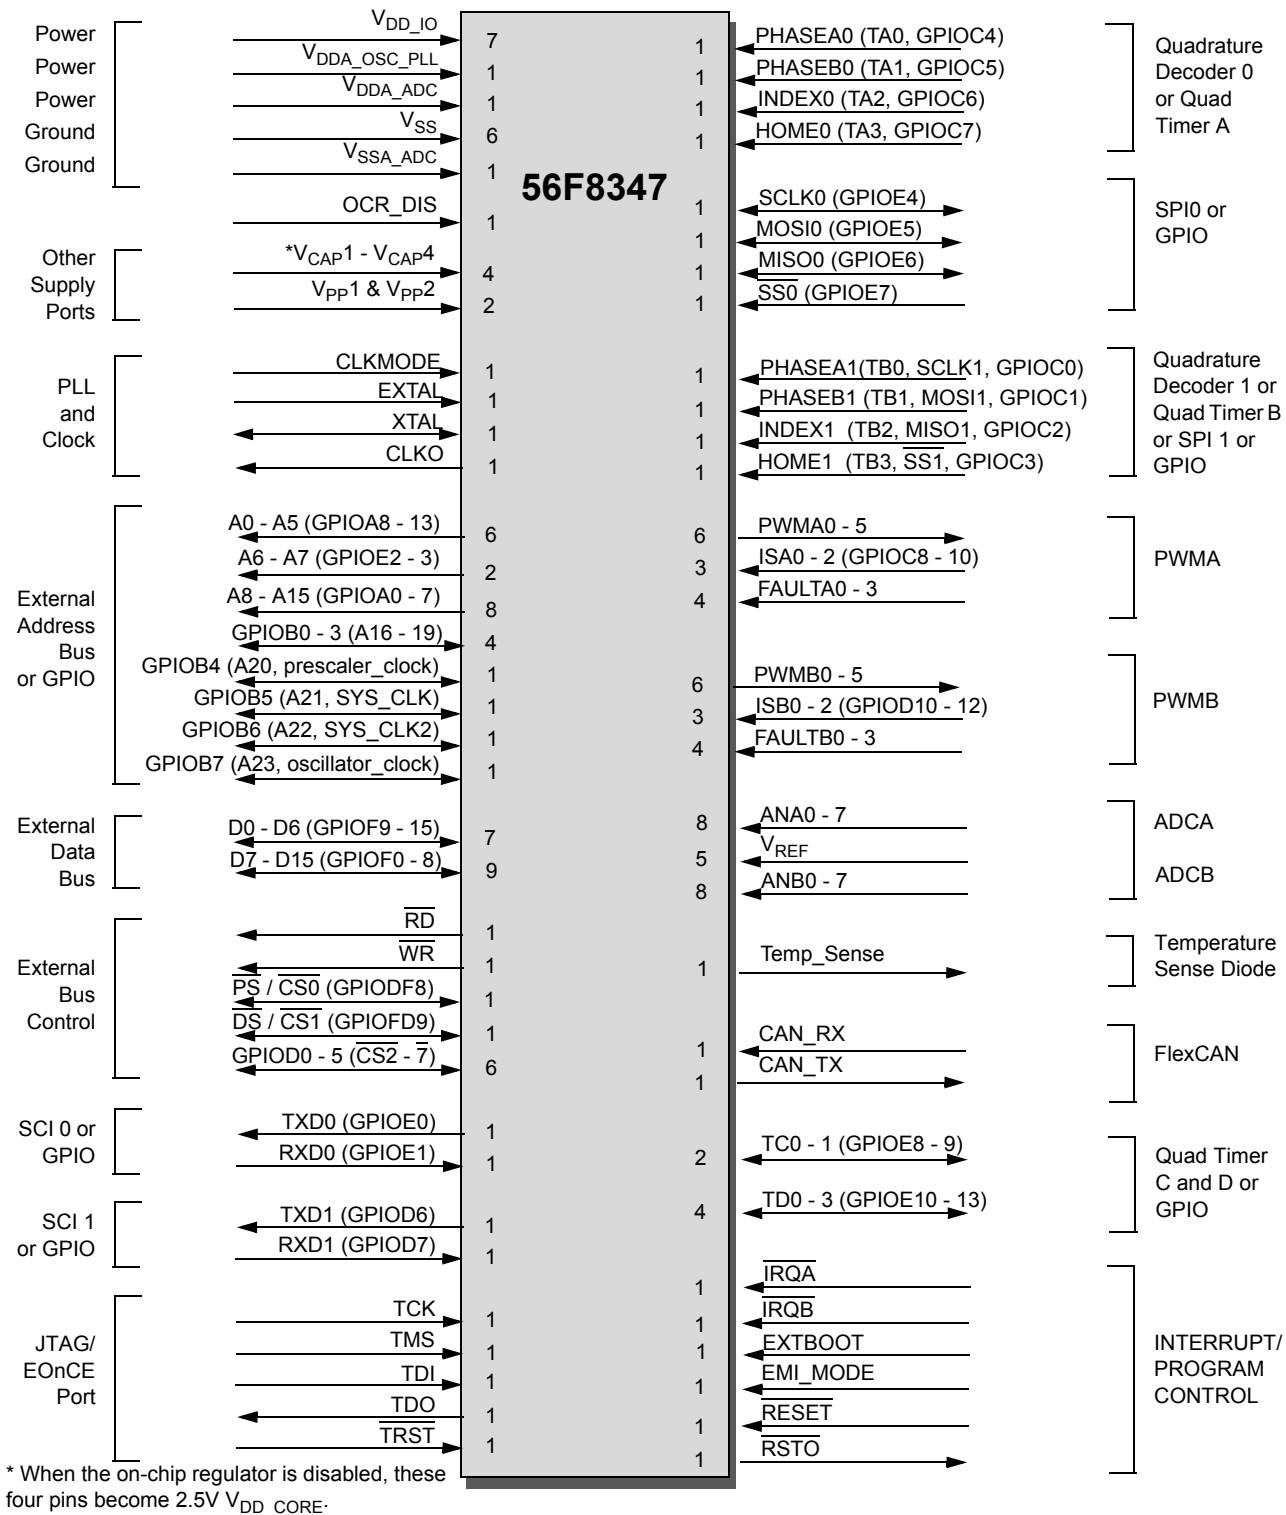 56F8347
Power
Power
Power
Ground
Ground
V_DD_IO 7
V_DDA_OSC_PLL 1
V_DDA_ADC 1
V_SS 6
V_SSA_ADC 1
OCR_DIS 1
Other
Supply
Ports
*V_CAP1 - V_CAP4 4
V_PP1 & V_PP2 2
PLL
and
Clock
CLKMODE 1
EXTAL 1
XTAL 1
CLKO 1
External
Address
Bus
or GPIO
A0 - A5 (GPIOA8 - 13) 6
A6 - A7 (GPIOE2 - 3) 2
A8 - A15 (GPIOA0 - 7) 8
GPIOB0 - 3 (A16 - 19) 4
GPIOB4 (A20, prescaler_clock) 1
GPIOB5 (A21, SYS_CLK) 1
GPIOB6 (A22, SYS_CLK2) 1
GPIOB7 (A23, oscillator_clock) 1
External
Data
Bus
D0 - D6 (GPIOF9 - 15) 7
D7 - D15 (GPIOF0 - 8) 9
External
Bus
Control
R̅D̅ 1
W̅R̅ 1
P̅S̅ / C̅S̅0̅ (GPIODF8) 1
D̅S̅ / C̅S̅1̅ (GPIOFD9) 1
GPIOD0 - 5 (C̅S̅2̅ - 7̅) 6
SCI 0 or
GPIO
TXD0 (GPIOE0) 1
RXD0 (GPIOE1) 1
SCI 1
or GPIO
TXD1 (GPIOD6) 1
RXD1 (GPIOD7) 1
JTAG/
EOnCE
Port
TCK 1
TMS 1
TDI 1
TDO 1
T̅R̅S̅T̅ 1
1 PHASEA0 (TA0, GPIOC4)
1 PHASEB0 (TA1, GPIOC5)
1 INDEX0 (TA2, GPIOC6)
1 HOME0 (TA3, GPIOC7)
Quadrature
Decoder 0
or Quad
Timer A
1 SCLK0 (GPIOE4)
1 MOSI0 (GPIOE5)
1 MISO0 (GPIOE6)
1 S̅S̅0̅ (GPIOE7)
SPI0 or
GPIO
1 PHASEA1(TB0, SCLK1, GPIOC0)
1 PHASEB1 (TB1, MOSI1, GPIOC1)
1 INDEX1 (TB2, MISO1, GPIOC2)
1 HOME1 (TB3, S̅S̅1̅, GPIOC3)
Quadrature
Decoder 1 or
Quad Timer B
or SPI 1 or
GPIO
6 PWMA0 - 5
3 ISA0 - 2 (GPIOC8 - 10)
4 FAULTA0 - 3
PWMA
6 PWMB0 - 5
3 ISB0 - 2 (GPIOD10 - 12)
4 FAULTB0 - 3
PWMB
8 ANA0 - 7
5 V_REF
8 ANB0 - 7
ADCA
ADCB
1 Temp_Sense
Temperature
Sense Diode
1 CAN_RX
1 CAN_TX
FlexCAN
2 TC0 - 1 (GPIOE8 - 9)
4 TD0 - 3 (GPIOE10 - 13)
Quad Timer
C and D or
GPIO
1 I̅R̅Q̅A̅
1 I̅R̅Q̅B̅
1 EXTBOOT
1 EMI_MODE
1 R̅E̅S̅E̅T̅
1 R̅S̅T̅O̅
INTERRUPT/
PROGRAM
CONTROL
* When the on-chip regulator is disabled, these
four pins become 2.5V V_DD_CORE.